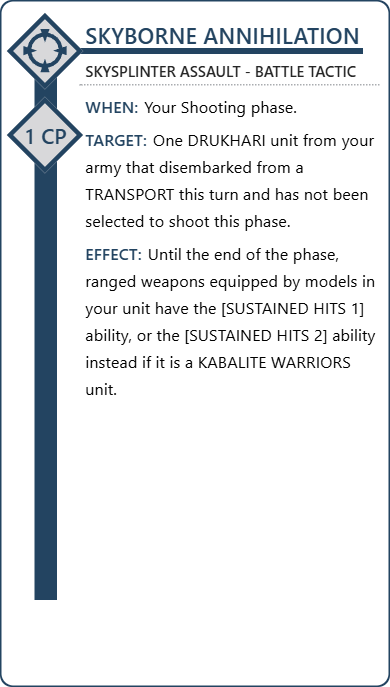 SKYBORNE ANNIHILATION
SKYSPLINTER ASSAULT - BATTLE TACTIC
1 CP
WHEN: Your Shooting phase.
TARGET: One DRUKHARI unit from your
army that disembarked from a
TRANSPORT this turn and has not been
selected to shoot this phase.
EFFECT: Until the end of the phase,
ranged weapons equipped by models in
your unit have the [SUSTAINED HITS 1]
ability, or the [SUSTAINED HITS 2] ability
instead if it is a KABALITE WARRIORS
unit.